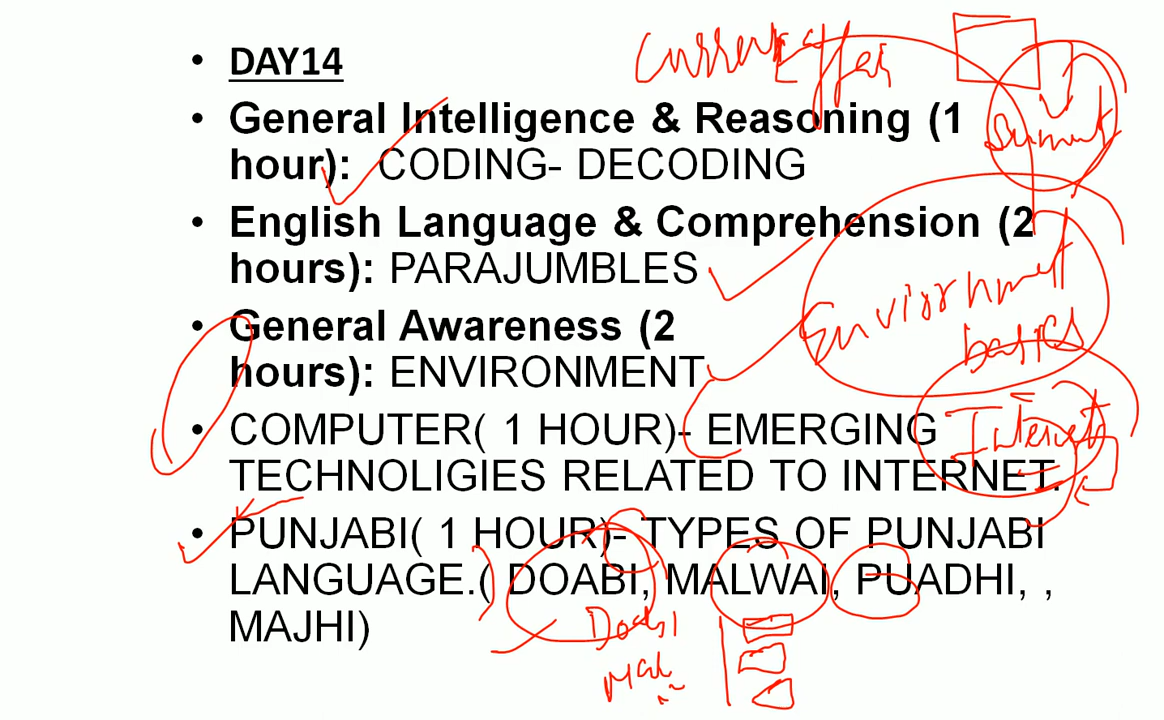 • DAY14
• General Intelligence & Reasoning (1
hour): CODING- DECODING
• English Language & Comprehension (2
hours): PARAJUMBLES
• General Awareness (2
hours): ENVIRONMENT
• COMPUTER( 1 HOUR)- EMERGING
TECHNOLIGIES RELATED TO INTERNET.
• PUNJABI( 1 HOUR)- TYPES OF PUNJABI
LANGUAGE.( DOABI, MALWAI, PUADHI, ,
MAJHI)
Current
Summit
basics
Internet
Doabi